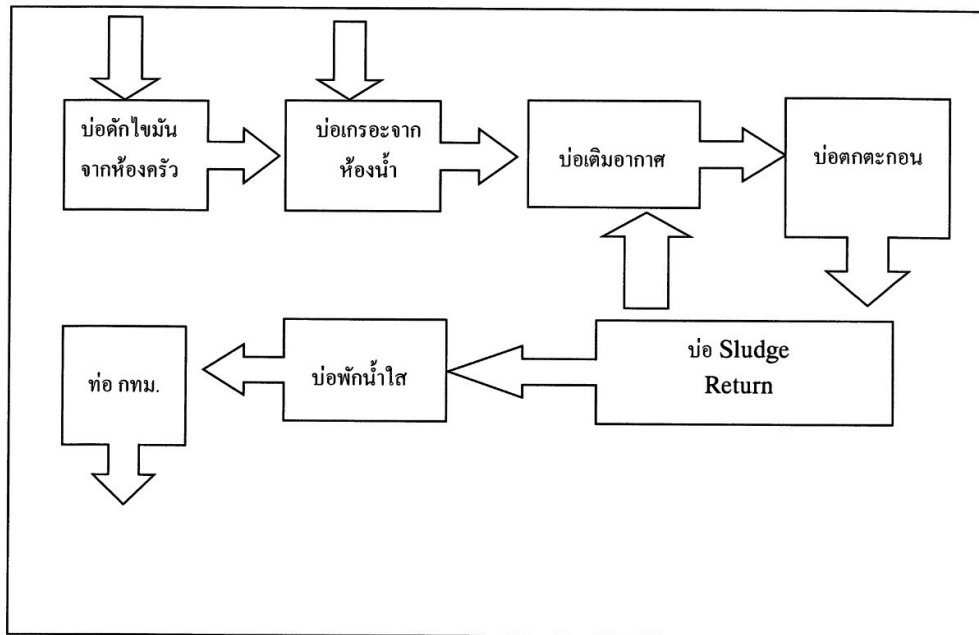 บ่อดักไขมัน
จากห้องครัว
บ่อเกรอะจาก
ห้องน้ำ
บ่อเติมอากาศ
บ่อตกตะกอน
บ่อ Sludge
Return
บ่อพักน้ำใส
ท่อ กทม.